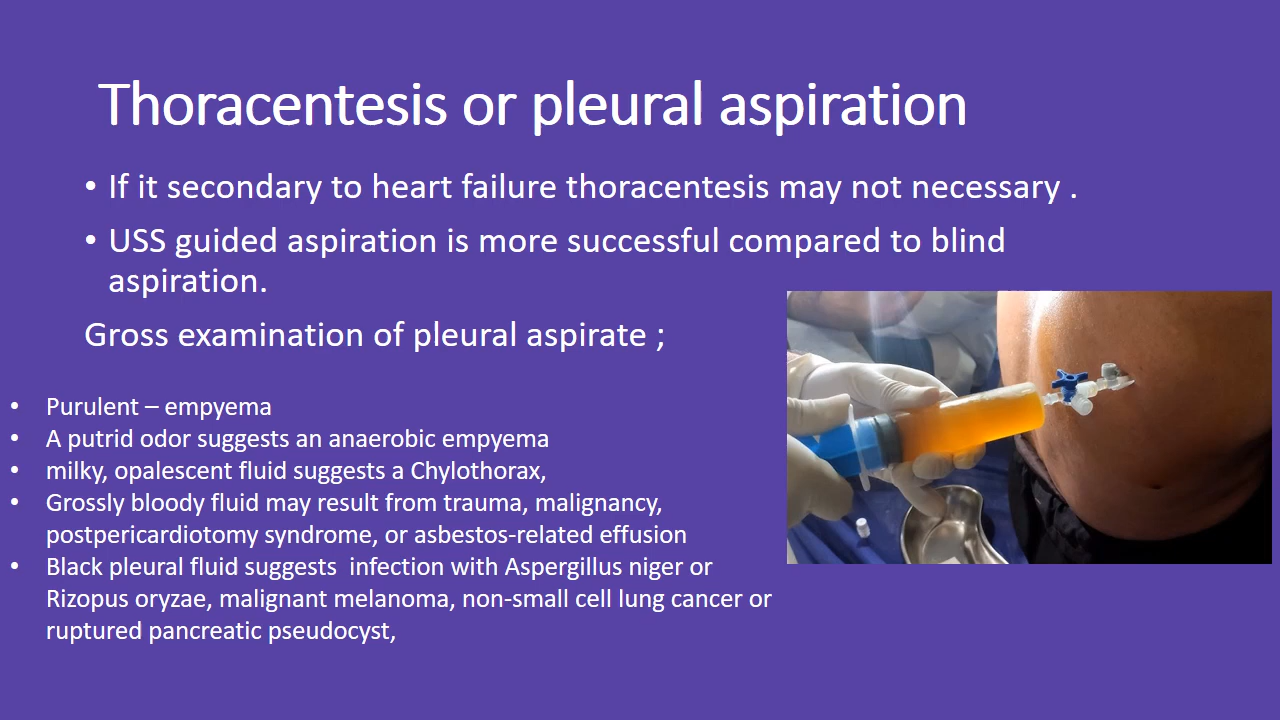 Thoracentesis or pleural aspiration
• If it secondary to heart failure thoracentesis may not necessary .
• USS guided aspiration is more successful compared to blind
aspiration.
Gross examination of pleural aspirate ;
• Purulent – empyema
• A putrid odor suggests an anaerobic empyema
• milky, opalescent fluid suggests a Chylothorax,
• Grossly bloody fluid may result from trauma, malignancy,
postpericardiotomy syndrome, or asbestos-related effusion
• Black pleural fluid suggests  infection with Aspergillus niger or
Rizopus oryzae, malignant melanoma, non-small cell lung cancer or
ruptured pancreatic pseudocyst,